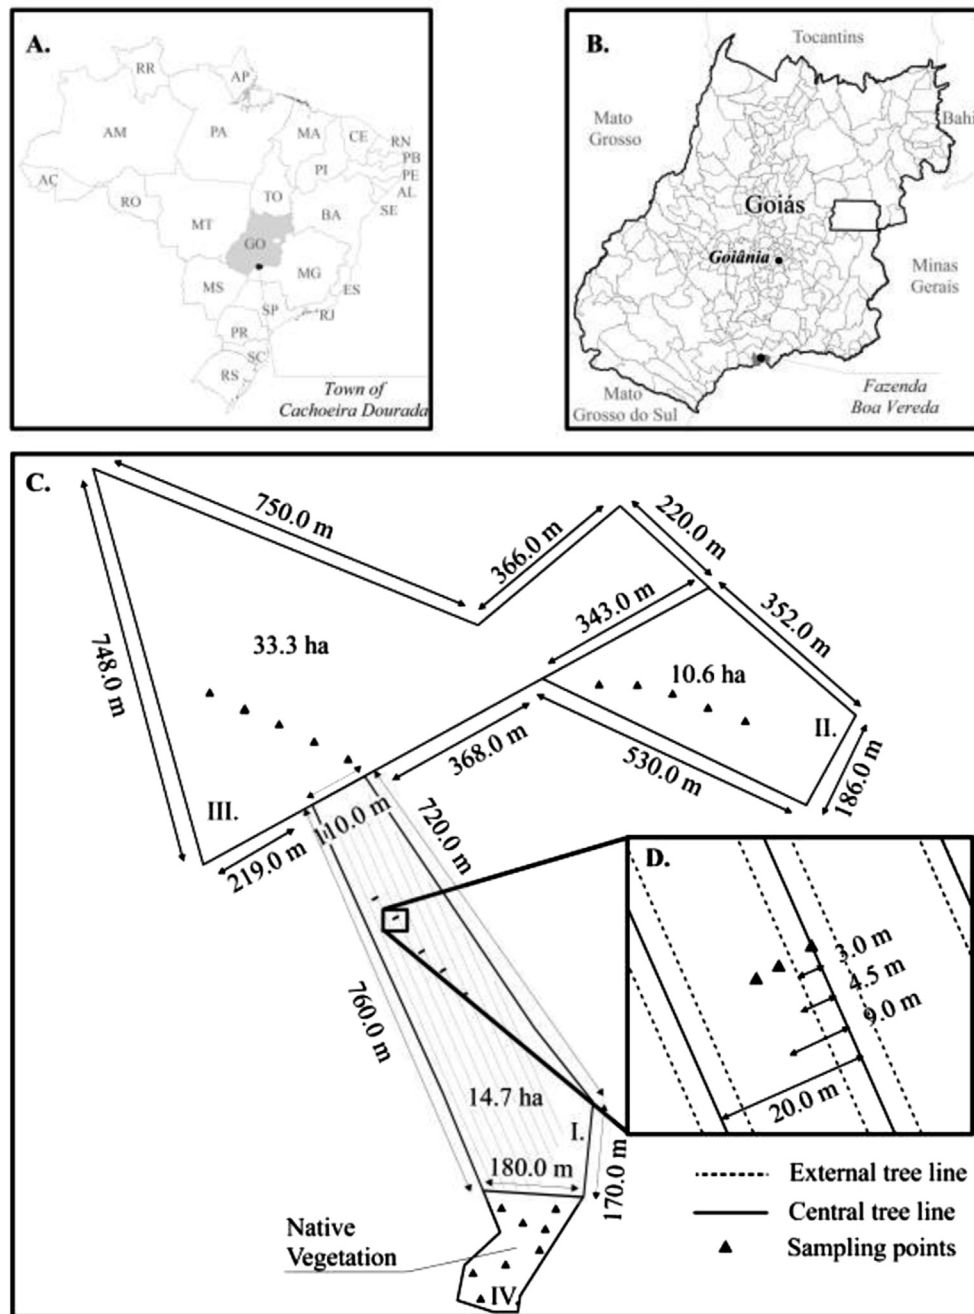 A.
RR
AP
AM
PA
MA
CE
RN
PB
PE
AL
SE
PI
AC
RO
TO
BA
MT
GO
MG
MS
ES
SP
RJ
PR
SC
RS
Town of
Cachoeira Dourada
B.
Tocantins
Mato
Grosso
Bahi
Goiás
Goiânia
Minas
Gerais
Mato
Grosso do Sul
Fazenda
Boa Vereda
C.
750.0 m
366.0 m
220.0 m
343.0 m
352.0 m
748.0 m
33.3 ha
10.6 ha
II.
368.0 m
530.0 m
186.0 m
III.
219.0 m
110.0 m
720.0 m
760.0 m
14.7 ha
I.
180.0 m
170.0 m
Native
Vegetation
IV.
D.
3.0 m
4.5 m
9.0 m
20.0 m
External tree line
Central tree line
Sampling points